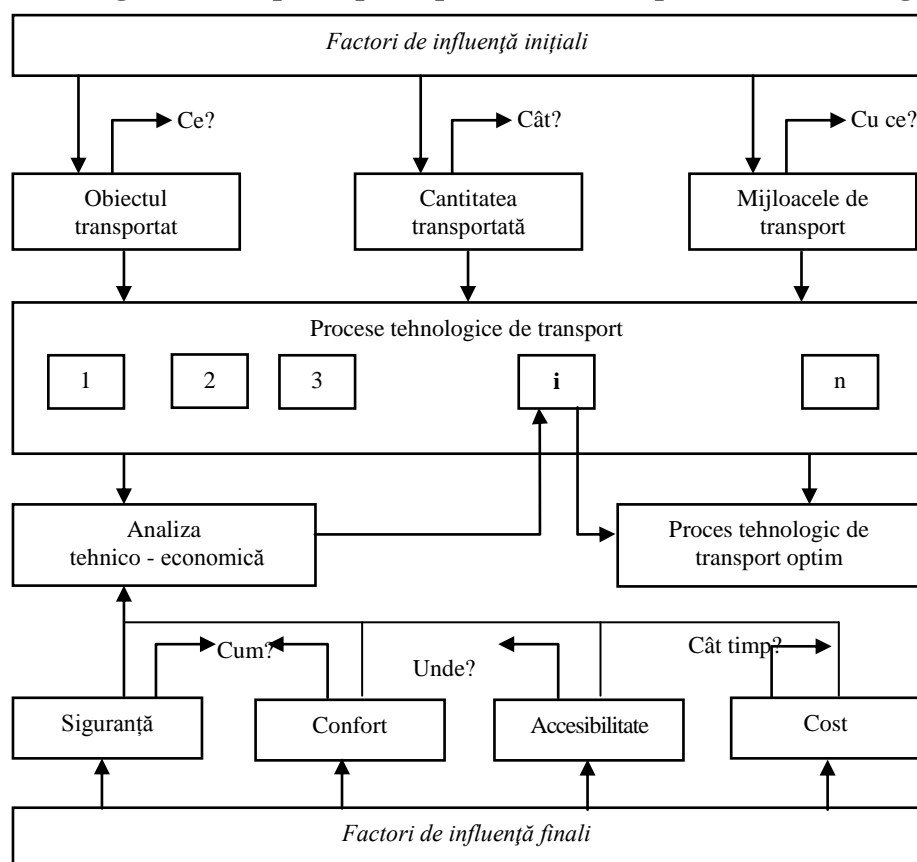 Factori de influenţă inițiali
Ce?
Cât?
Cu ce?
Obiectul
transportat
Cantitatea
transportată
Mijloacele de
transport
Procese tehnologice de transport
1
2
3
i
n
Analiza
tehnico - economică
Proces tehnologic de
transport optim
Cum?
Unde?
Cât timp?
Siguranță
Confort
Accesibilitate
Cost
Factori de influenţă finali